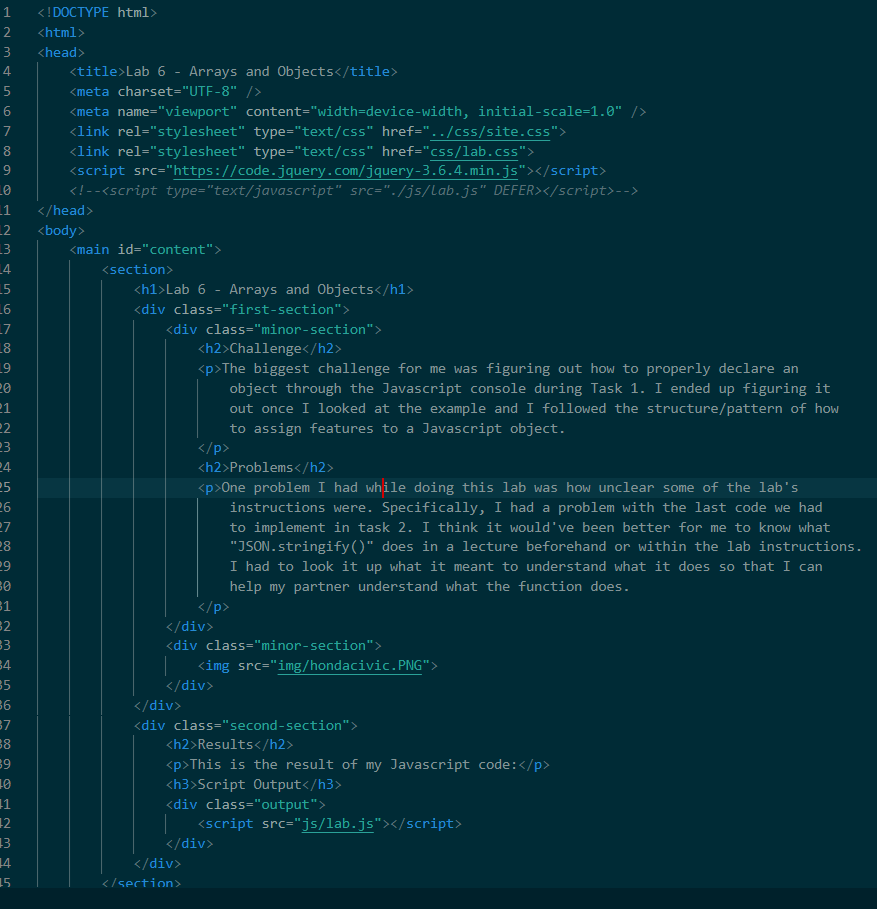 1 <!DOCTYPE html>
2 <html>
3 <head>
4 <title>Lab 6 - Arrays and Objects</title>
5 <meta charset="UTF-8" />
6 <meta name="viewport" content="width=device-width, initial-scale=1.0" />
7 <link rel="stylesheet" type="text/css" href="../css/site.css">
8 <link rel="stylesheet" type="text/css" href="css/lab.css">
9 <script src="https://code.jquery.com/jquery-3.6.4.min.js"></script>
10 <!--<script type="text/javascript" src="./js/lab.js" DEFER></script>-->
11 </head>
12 <body>
13 <main id="content">
14 <section>
15 <h1>Lab 6 - Arrays and Objects</h1>
16 <div class="first-section">
17 <div class="minor-section">
18 <h2>Challenge</h2>
19 <p>The biggest challenge for me was figuring out how to properly declare an
20 object through the Javascript console during Task 1. I ended up figuring it
21 out once I looked at the example and I followed the structure/pattern of how
22 to assign features to a Javascript object.
23 </p>
24 <h2>Problems</h2>
25 <p>One problem I had while doing this lab was how unclear some of the lab's
26 instructions were. Specifically, I had a problem with the last code we had
27 to implement in task 2. I think it would've been better for me to know what
28 "JSON.stringify()" does in a lecture beforehand or within the lab instructions.
29 I had to look it up what it meant to understand what it does so that I can
30 help my partner understand what the function does.
31 </p>
32 </div>
33 <div class="minor-section">
34 <img src="img/hondacivic.PNG">
35 </div>
36 </div>
37 <div class="second-section">
38 <h2>Results</h2>
39 <p>This is the result of my Javascript code:</p>
40 <h3>Script Output</h3>
41 <div class="output">
42 <script src="js/lab.js"></script>
43 </div>
44 </div>
45 </section>